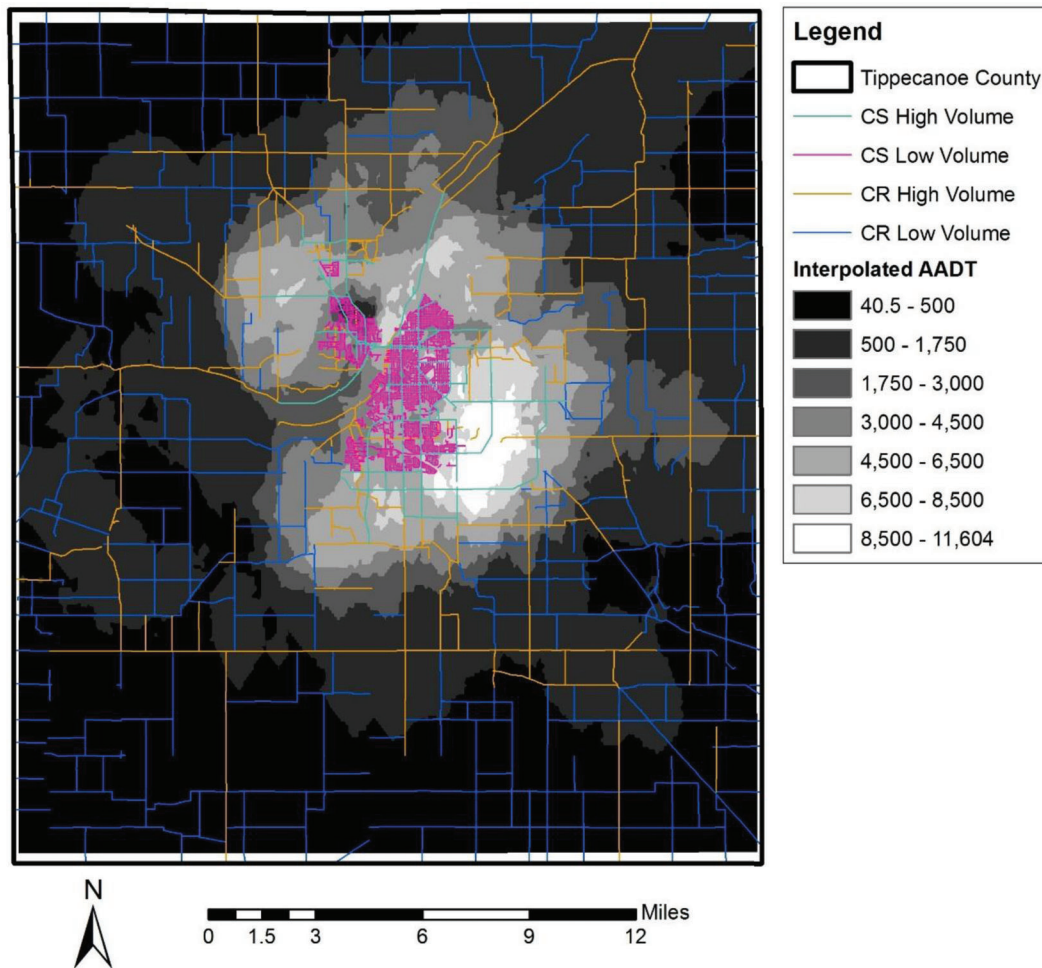 Legend
Tippecanoe County
CS High Volume
CS Low Volume
CR High Volume
CR Low Volume
Interpolated AADT
40.5 - 500
500 - 1,750
1,750 - 3,000
3,000 - 4,500
4,500 - 6,500
6,500 - 8,500
8,500 - 11,604
N
Miles
0 1.5 3 6 9 12